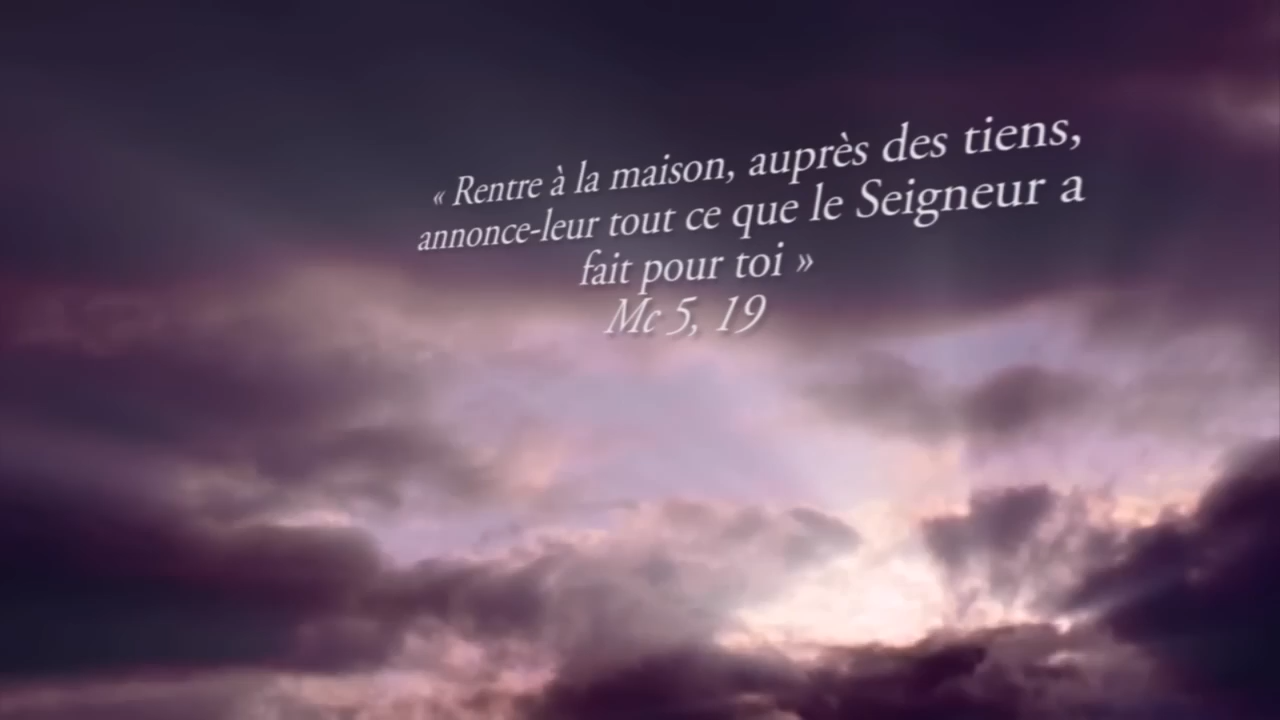 « Rentre à la maison, auprès des tiens,
annonce-leur tout ce que le Seigneur a
fait pour toi »
Mc 5, 19